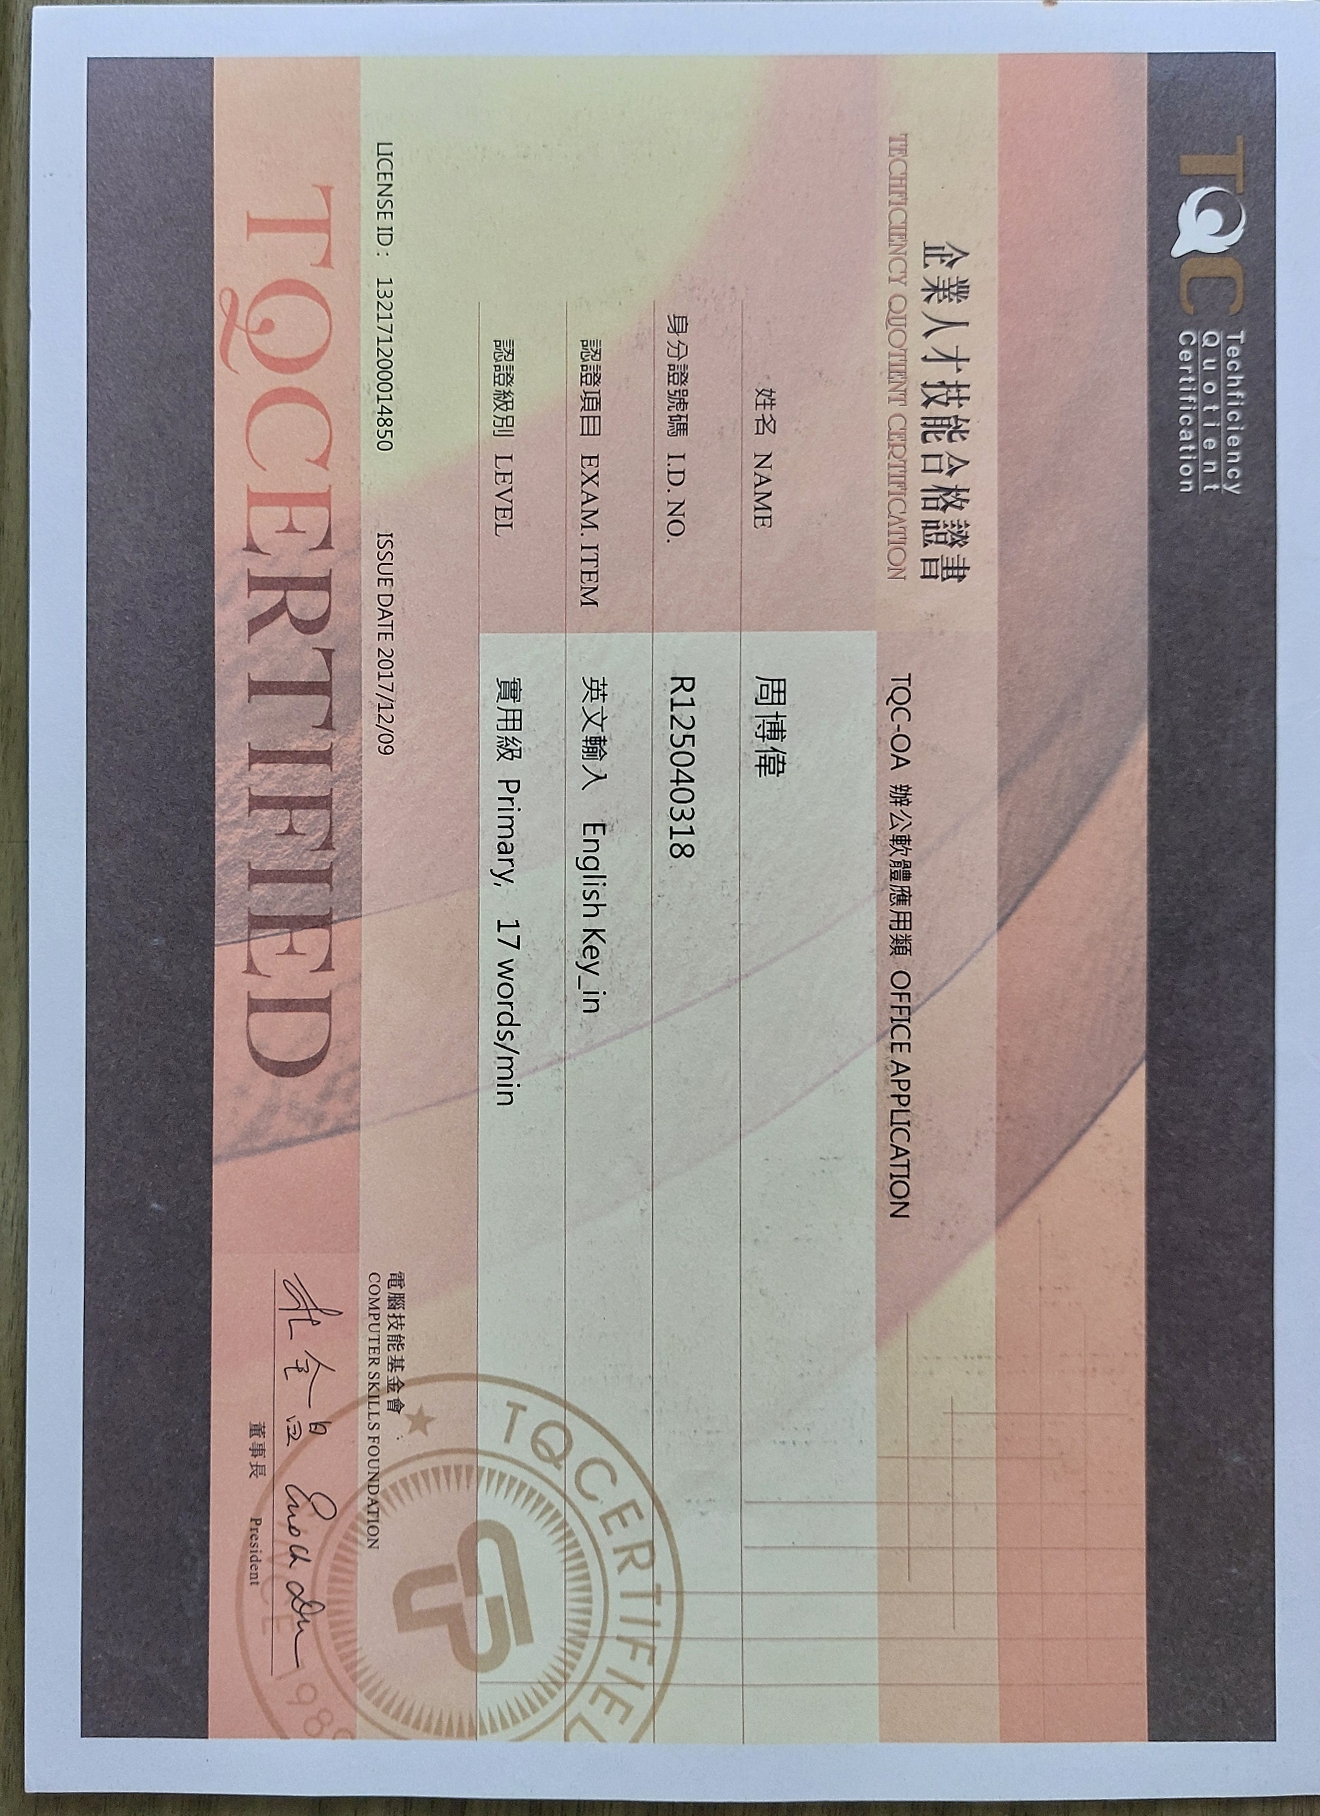 TQC
Techficiency
Quotient
Certification
企業人才技能合格證書
TECHFICIENCY QUOTIENT CERTIFICATION
TQC-OA 辦公軟體應用類 OFFICE APPLICATION
姓名 NAME 周博偉
身分證號碼 I.D. NO. R125040318
認證項目 EXAM. ITEM 英文輸入 English Key_in
認證級別 LEVEL 實用級 Primary, 17 words/min
LICENSE ID : 13217120001485​0 ISSUE DATE 2017/12/09
電腦技能基金會
COMPUTER SKILLS FOUNDATION
TQCERTIFIED
董事長 President
TQCERTIFIED